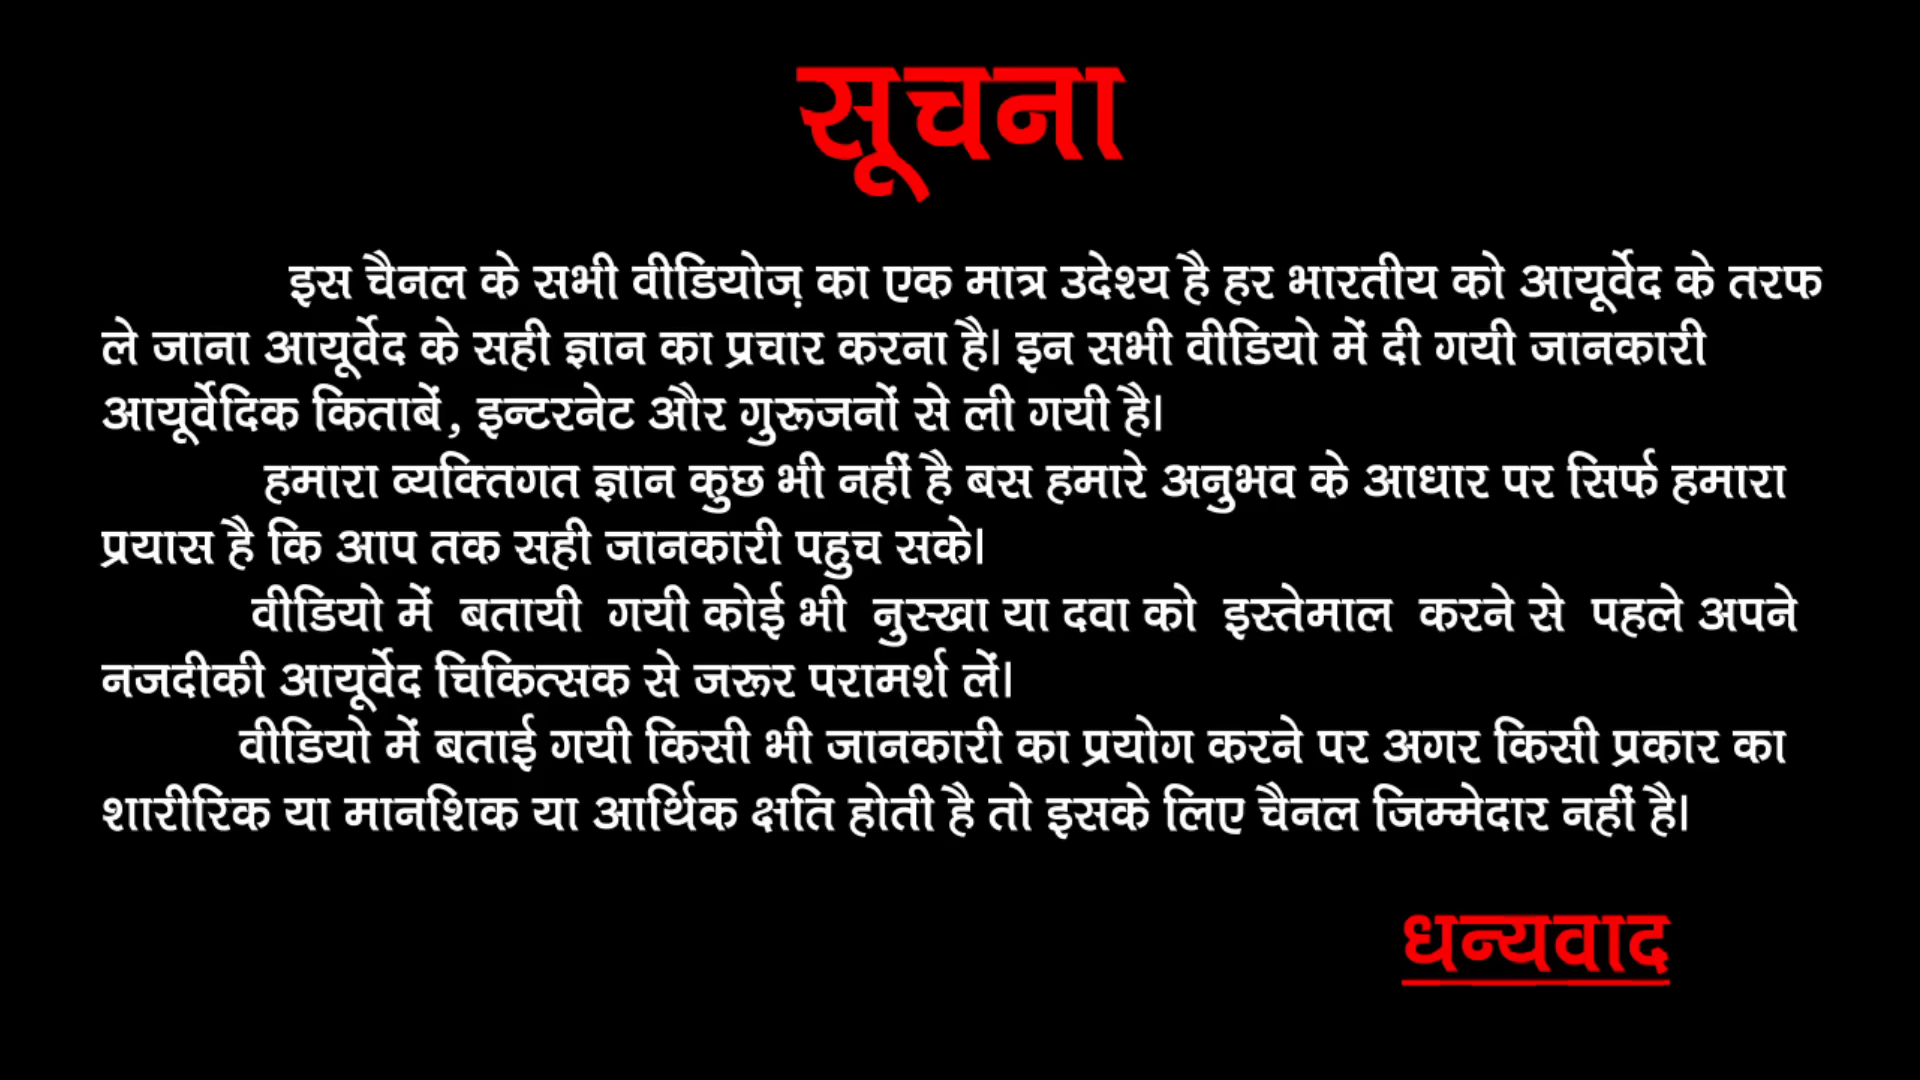 सूचना
इस चैनल के सभी वीडियोज़ का एक मात्र उदेश्य है हर भारतीय को आयूर्वेद के तरफ
ले जाना आयूर्वेद के सही ज्ञान का प्रचार करना है। इन सभी वीडियो में दी गयी जानकारी
आयूर्वेदिक किताबें, इन्टरनेट और गुरूजनों से ली गयी है।
हमारा व्यक्तिगत ज्ञान कुछ भी नहीं है बस हमारे अनुभव के आधार पर सिर्फ हमारा
प्रयास है कि आप तक सही जानकारी पहुच सके।
वीडियो में बतायी गयी कोई भी नुस्खा या दवा को इस्तेमाल करने से पहले अपने
नजदीकी आयूर्वेद चिकित्सक से जरूर परामर्श लें।
वीडियो में बताई गयी किसी भी जानकारी का प्रयोग करने पर अगर किसी प्रकार का
शारीरिक या मानशिक या आर्थिक क्षति होती है तो इसके लिए चैनल जिम्मेदार नहीं है।
धन्यवाद